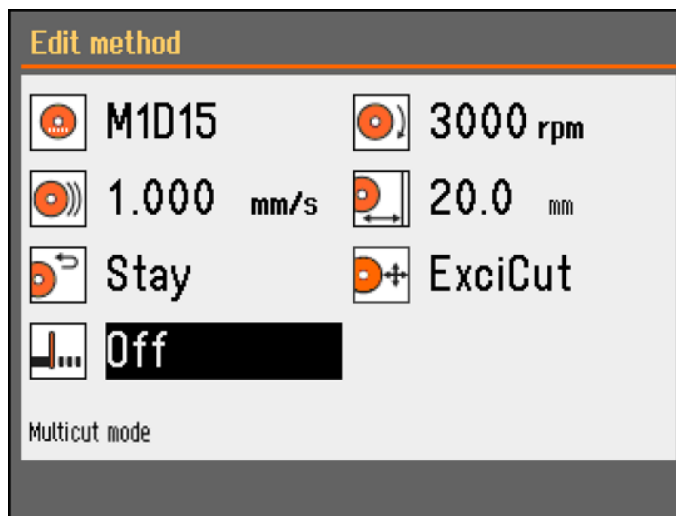 Edit method
M1D15 3000 rpm
1.000 mm/s 20.0 mm
Stay ExciCut
Off
Multicut mode